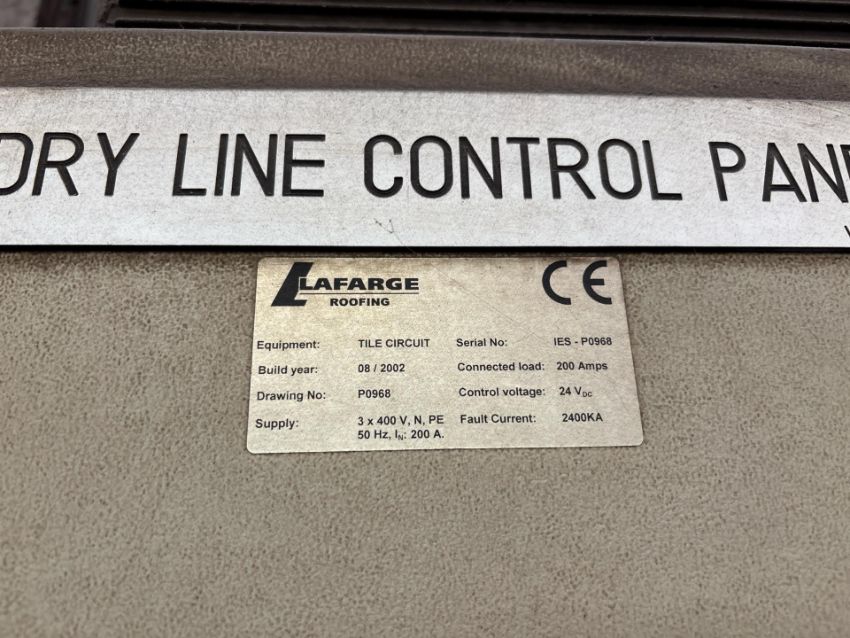 DRY LINE CONTROL PAN
LAFARGE
ROOFING
CE
Equipment: TILE CIRCUIT Serial No: IES - P0968
Build year: 08 / 2002 Connected load: 200 Amps
Drawing No: P0968 Control voltage: 24 VDC
Supply: 3 x 400 V, N, PE Fault Current: 2400KA
50 Hz, IN: 200 A.